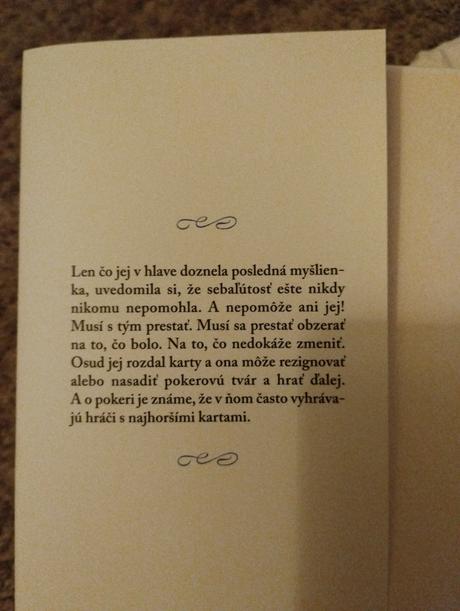 Len čo jej v hlave doznela posledná myšlien-
ka, uvedomila si, že sebaľútosť ešte nikdy
nikomu nepomohla. A nepomôže ani jej!
Musí s tým prestať. Musí sa prestať obzerať
na to, čo bolo. Na to, čo nedokáže zmeniť.
Osud jej rozdal karty a ona môže rezignovať
alebo nasadiť pokerovú tvár a hrať ďalej.
A o pokeri je známe, že v ňom často vyhráva-
jú hráči s najhoršími kartami.